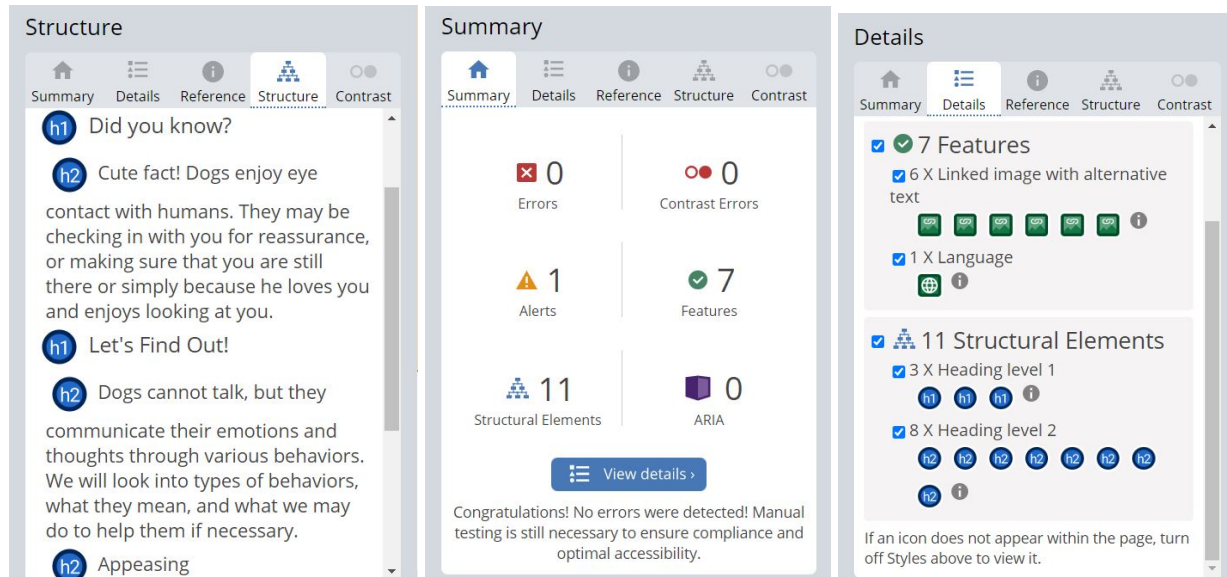 Structure
Summary Details Reference Structure Contrast
h1 Did you know?
h2 Cute fact! Dogs enjoy eye
contact with humans. They may be
checking in with you for reassurance,
or making sure that you are still
there or simply because he loves you
and enjoys looking at you.
h1 Let's Find Out!
h2 Dogs cannot talk, but they
communicate their emotions and
thoughts through various behaviors.
We will look into types of behaviors,
what they mean, and what we may
do to help them if necessary.
h2 Appeasing
Summary
Summary Details Reference Structure Contrast
0 0
Errors Contrast Errors
1 7
Alerts Features
11 0
Structural Elements ARIA
View details ›
Congratulations! No errors were detected! Manual
testing is still necessary to ensure compliance and
optimal accessibility.
Details
Summary Details Reference Structure Contrast
7 Features
6 X Linked image with alternative
text
1 X Language
11 Structural Elements
3 X Heading level 1
h1 h1 h1
8 X Heading level 2
h2 h2 h2 h2 h2 h2 h2
h2
If an icon does not appear within the page, turn
off Styles above to view it.